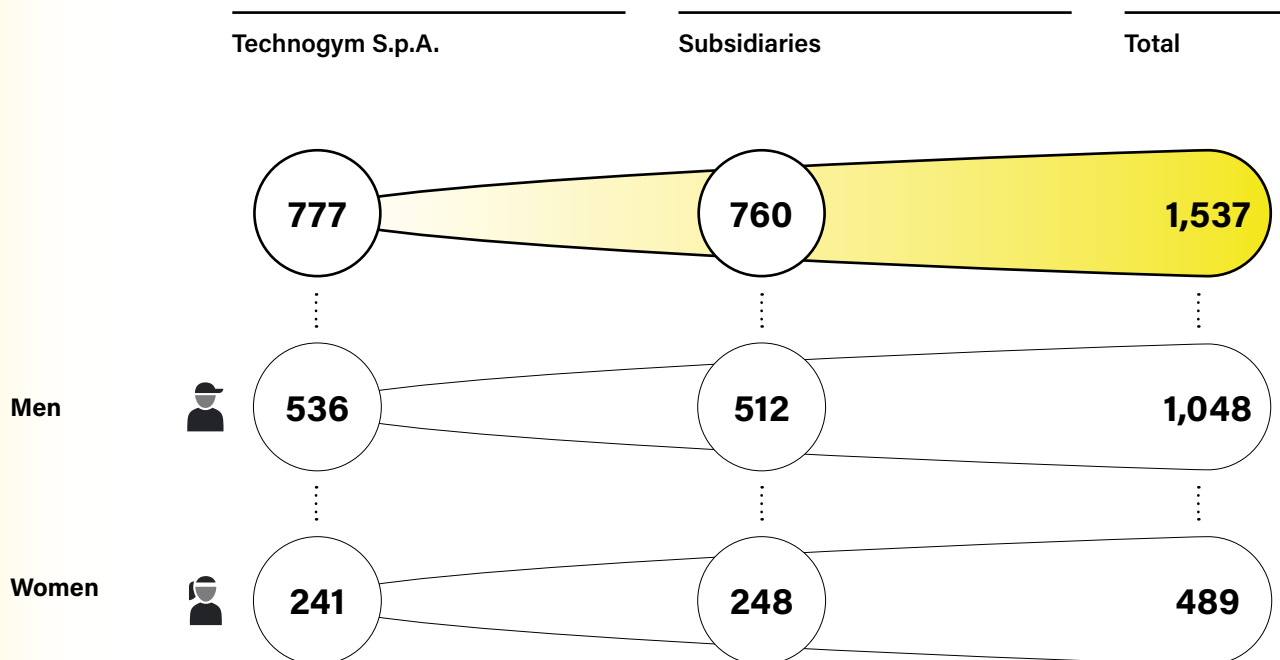 Technogym S.p.A. Subsidiaries Total
777 760 1,537
Men 536 512 1,048
Women 241 248 489